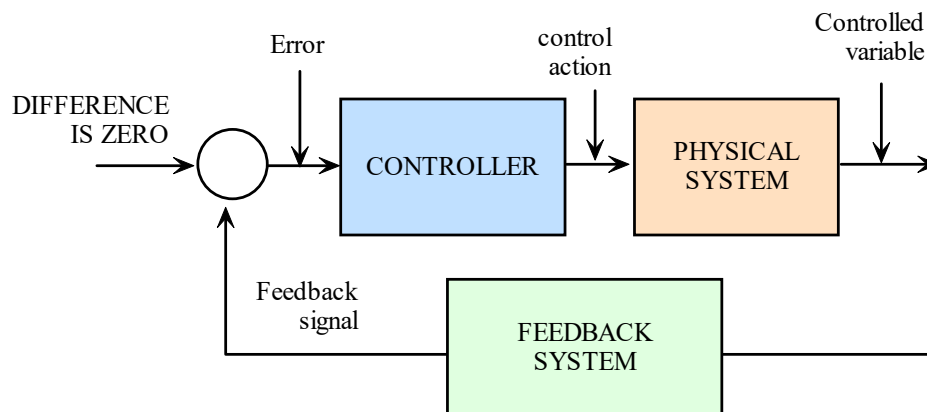 Error
control
action
Controlled
variable
DIFFERENCE
IS ZERO
CONTROLLER
PHYSICAL
SYSTEM
Feedback
signal
FEEDBACK
SYSTEM